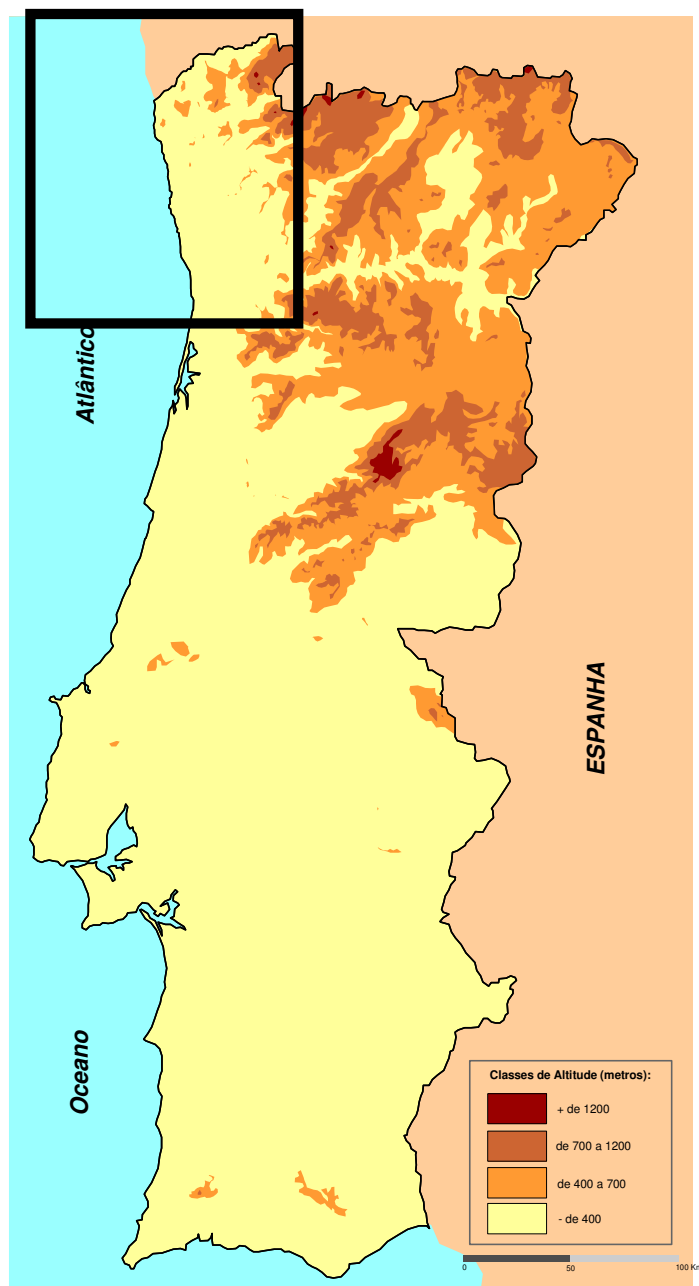 Atlântico
ESPANHA
Oceano
Classes de Altitude (metros):
+ de 1200
de 700 a 1200
de 400 a 700
- de 400
0 50 100 Km